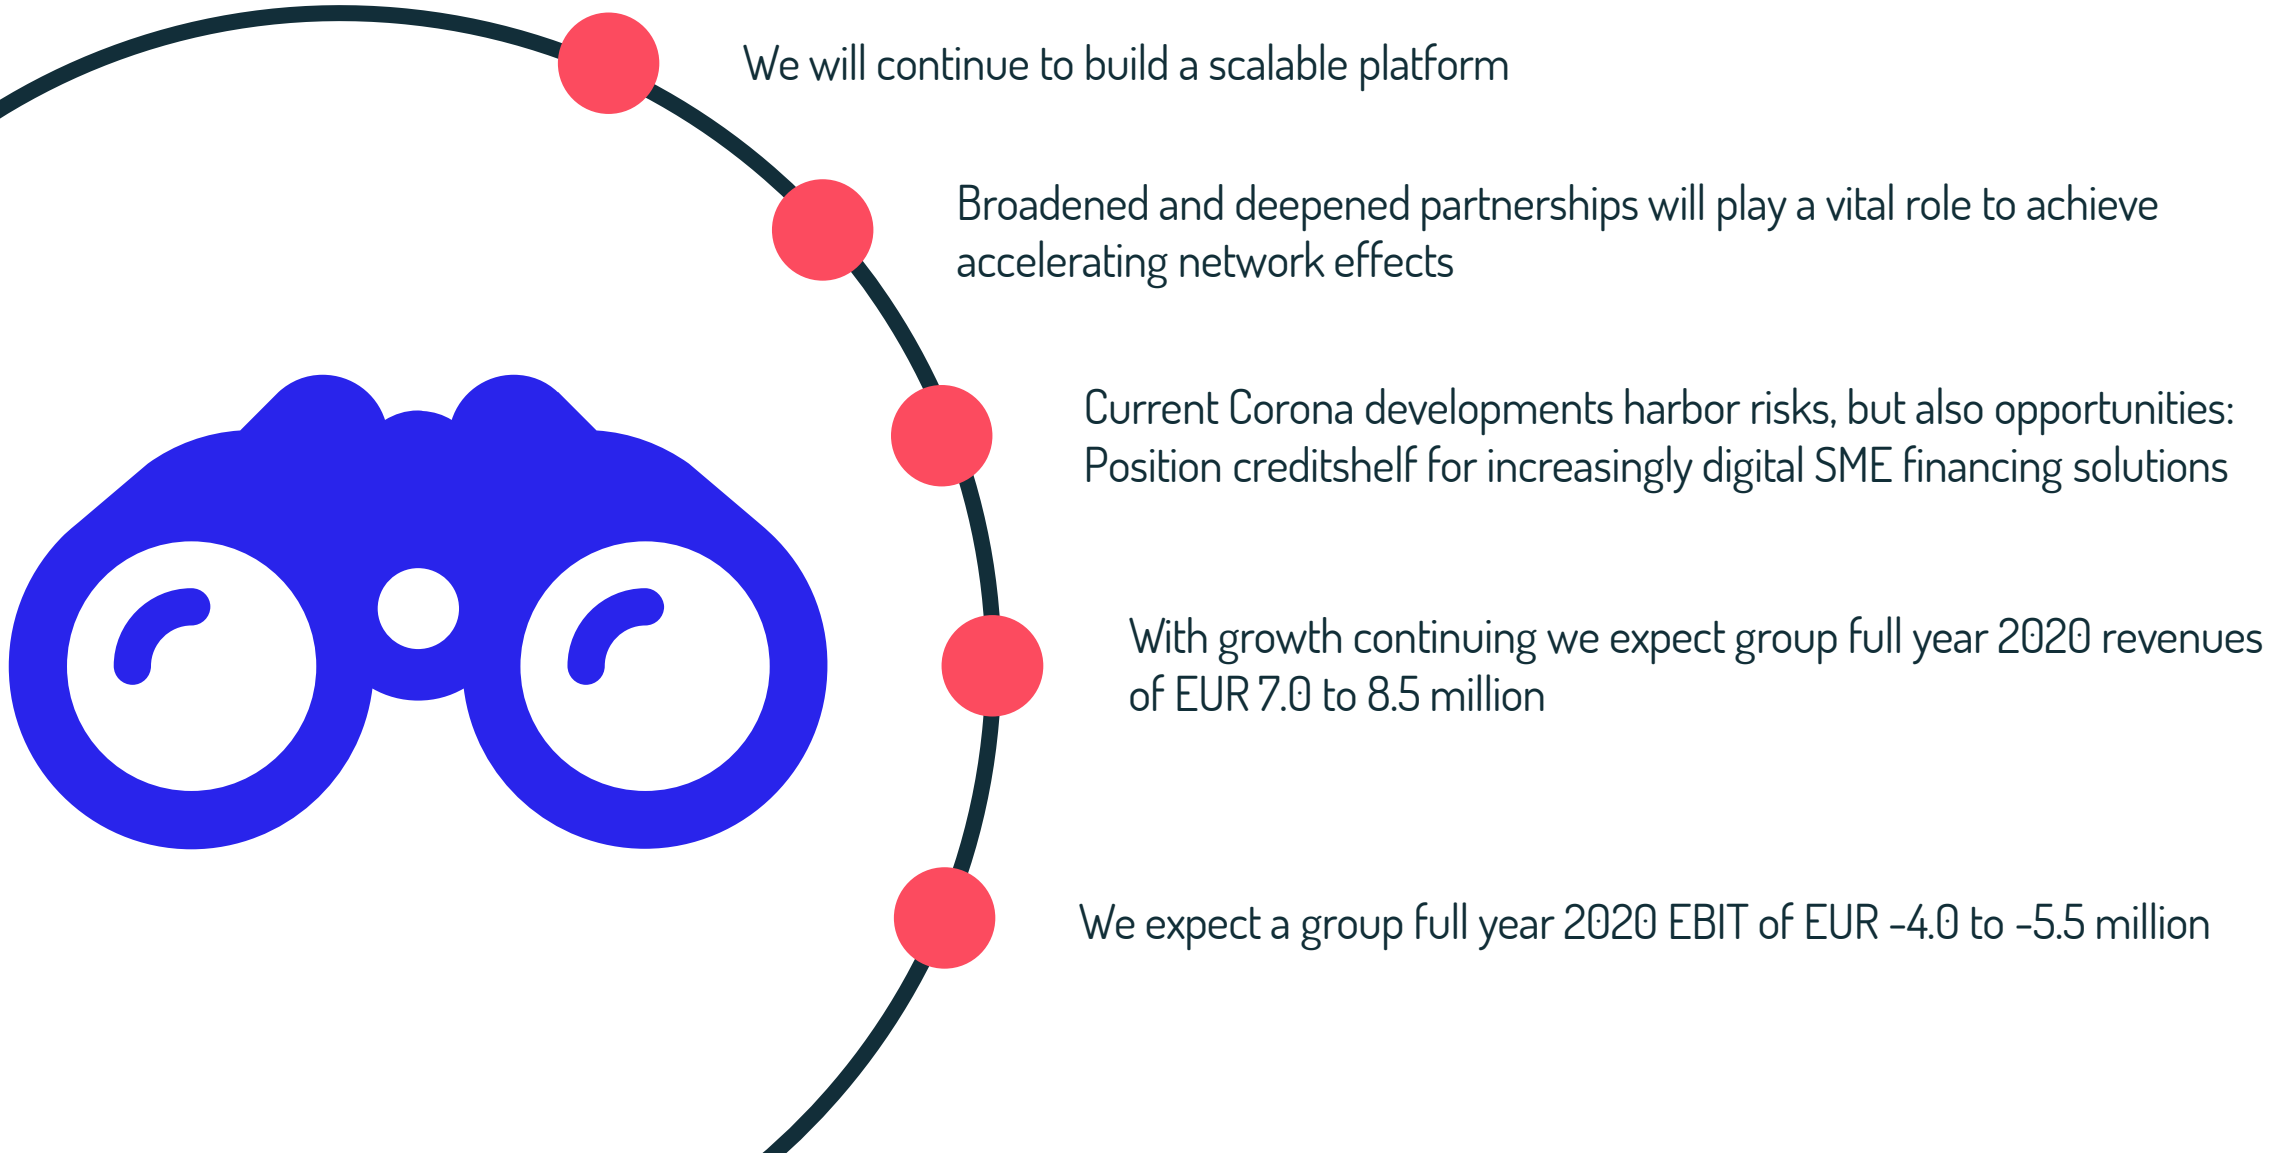 We will continue to build a scalable platform
Broadened and deepened partnerships will play a vital role to achieve
accelerating network effects
Current Corona developments harbor risks, but also opportunities:
Position creditshelf for increasingly digital SME financing solutions
With growth continuing we expect group full year 2020 revenues
of EUR 7.0 to 8.5 million
We expect a group full year 2020 EBIT of EUR -4.0 to -5.5 million